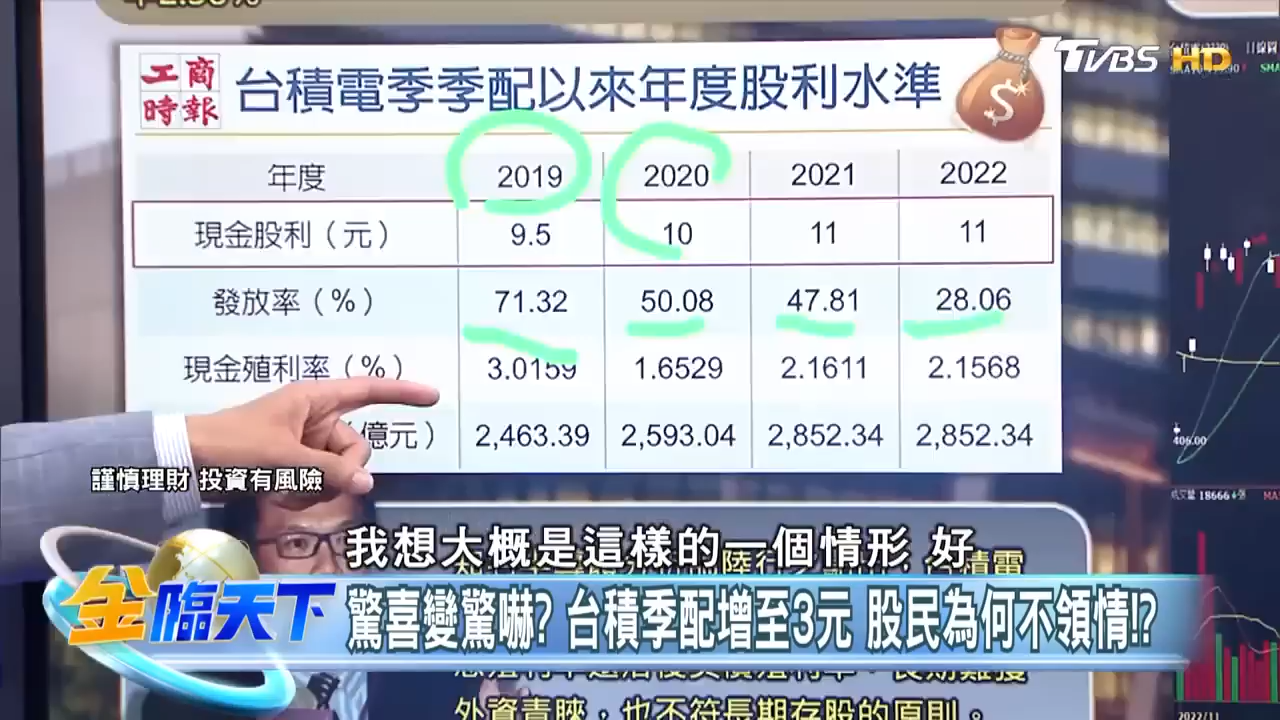 TVBS HD
工商時報
台積電季季配以來年度股利水準
年度 2019 2020 2021 2022
現金股利（元） 9.5 10 11 11
發放率（%） 71.32 50.08 47.81 28.06
現金殖利率（%） 3.0159 1.6529 2.1611 2.1568
億元） 2,463.39 2,593.04 2,852.34 2,852.34
406.00
謹慎理財 投資有風險
18666
我想大概是這樣的一個情形 好
積電
金臨天下
驚喜變驚嚇? 台積季配增至3元 股民為何不領情!?
外資青睞，也不符長期存股的原則。
2022/11